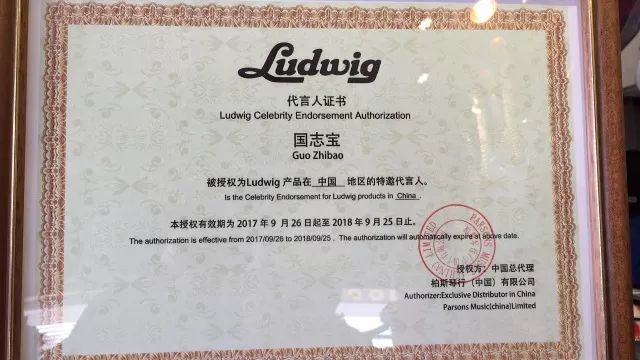 Ludwig
代言人证书
Ludwig Celebrity Endorsement Authorization
国志宝
Guo Zhibao
被授权为Ludwig 产品在 中国 地区的特邀代言人。
Is the Celebrity Endorsement for Ludwig products in China .
本授权有效期为 2017 年 9 月 26 日起至 2018 年 9 月 25 日止。
The authorization is effective from 2017/09/26 to 2018/09/25 . The authorization will automatically expire at above date.
授权方：中国总代理
柏斯琴行（中国）有限公司
Authorizer:Exclusive Distributor in China
Parsons Music(china)Limited
PARSONS MUSIC
LIMITED